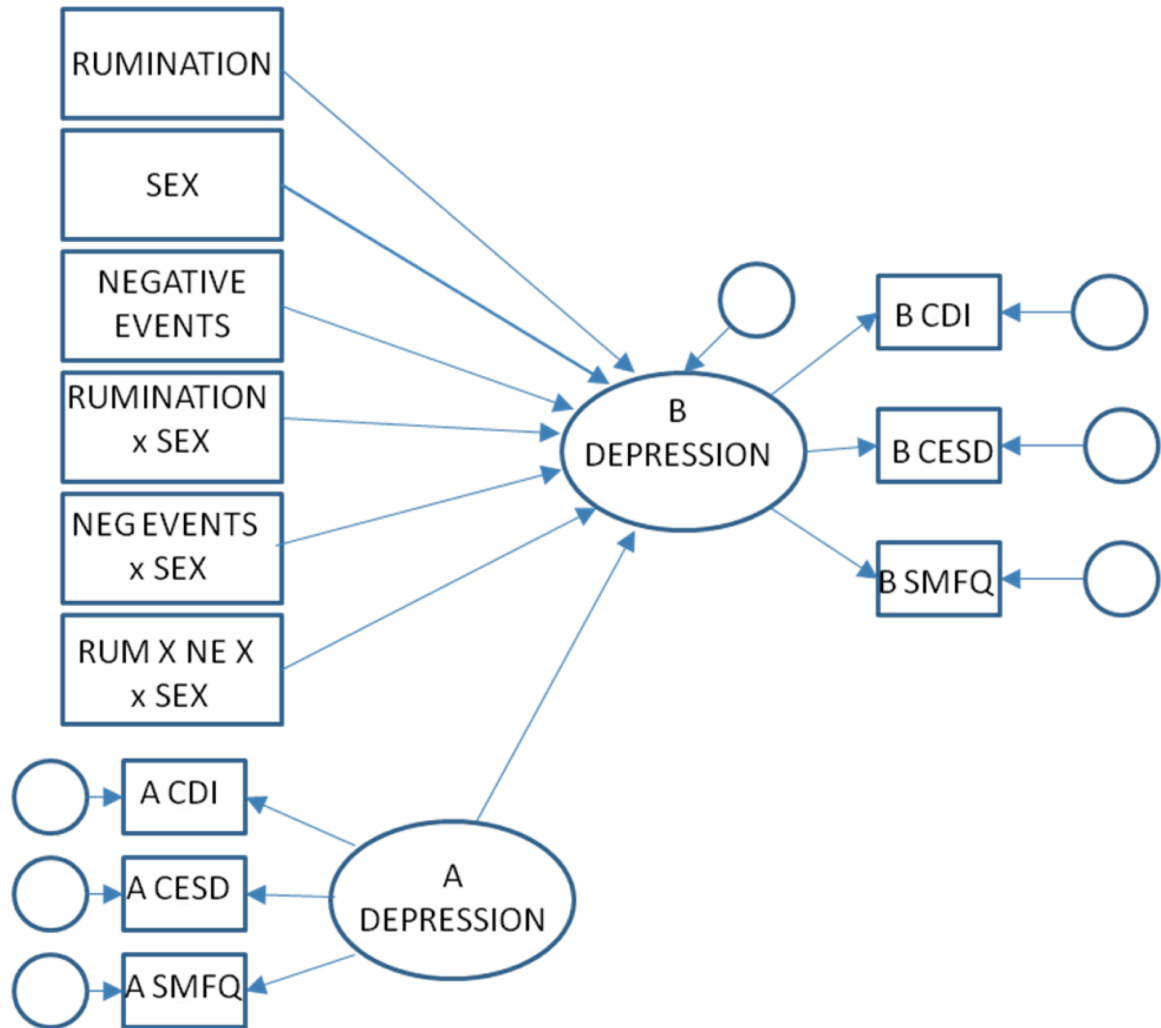 RUMINATION
SEX
NEGATIVE
EVENTS
RUMINATION
x SEX
NEG EVENTS
x SEX
RUM X NE X
x SEX
B
DEPRESSION
B CDI
B CESD
B SMFQ
A CDI
A CESD
A SMFQ
A
DEPRESSION